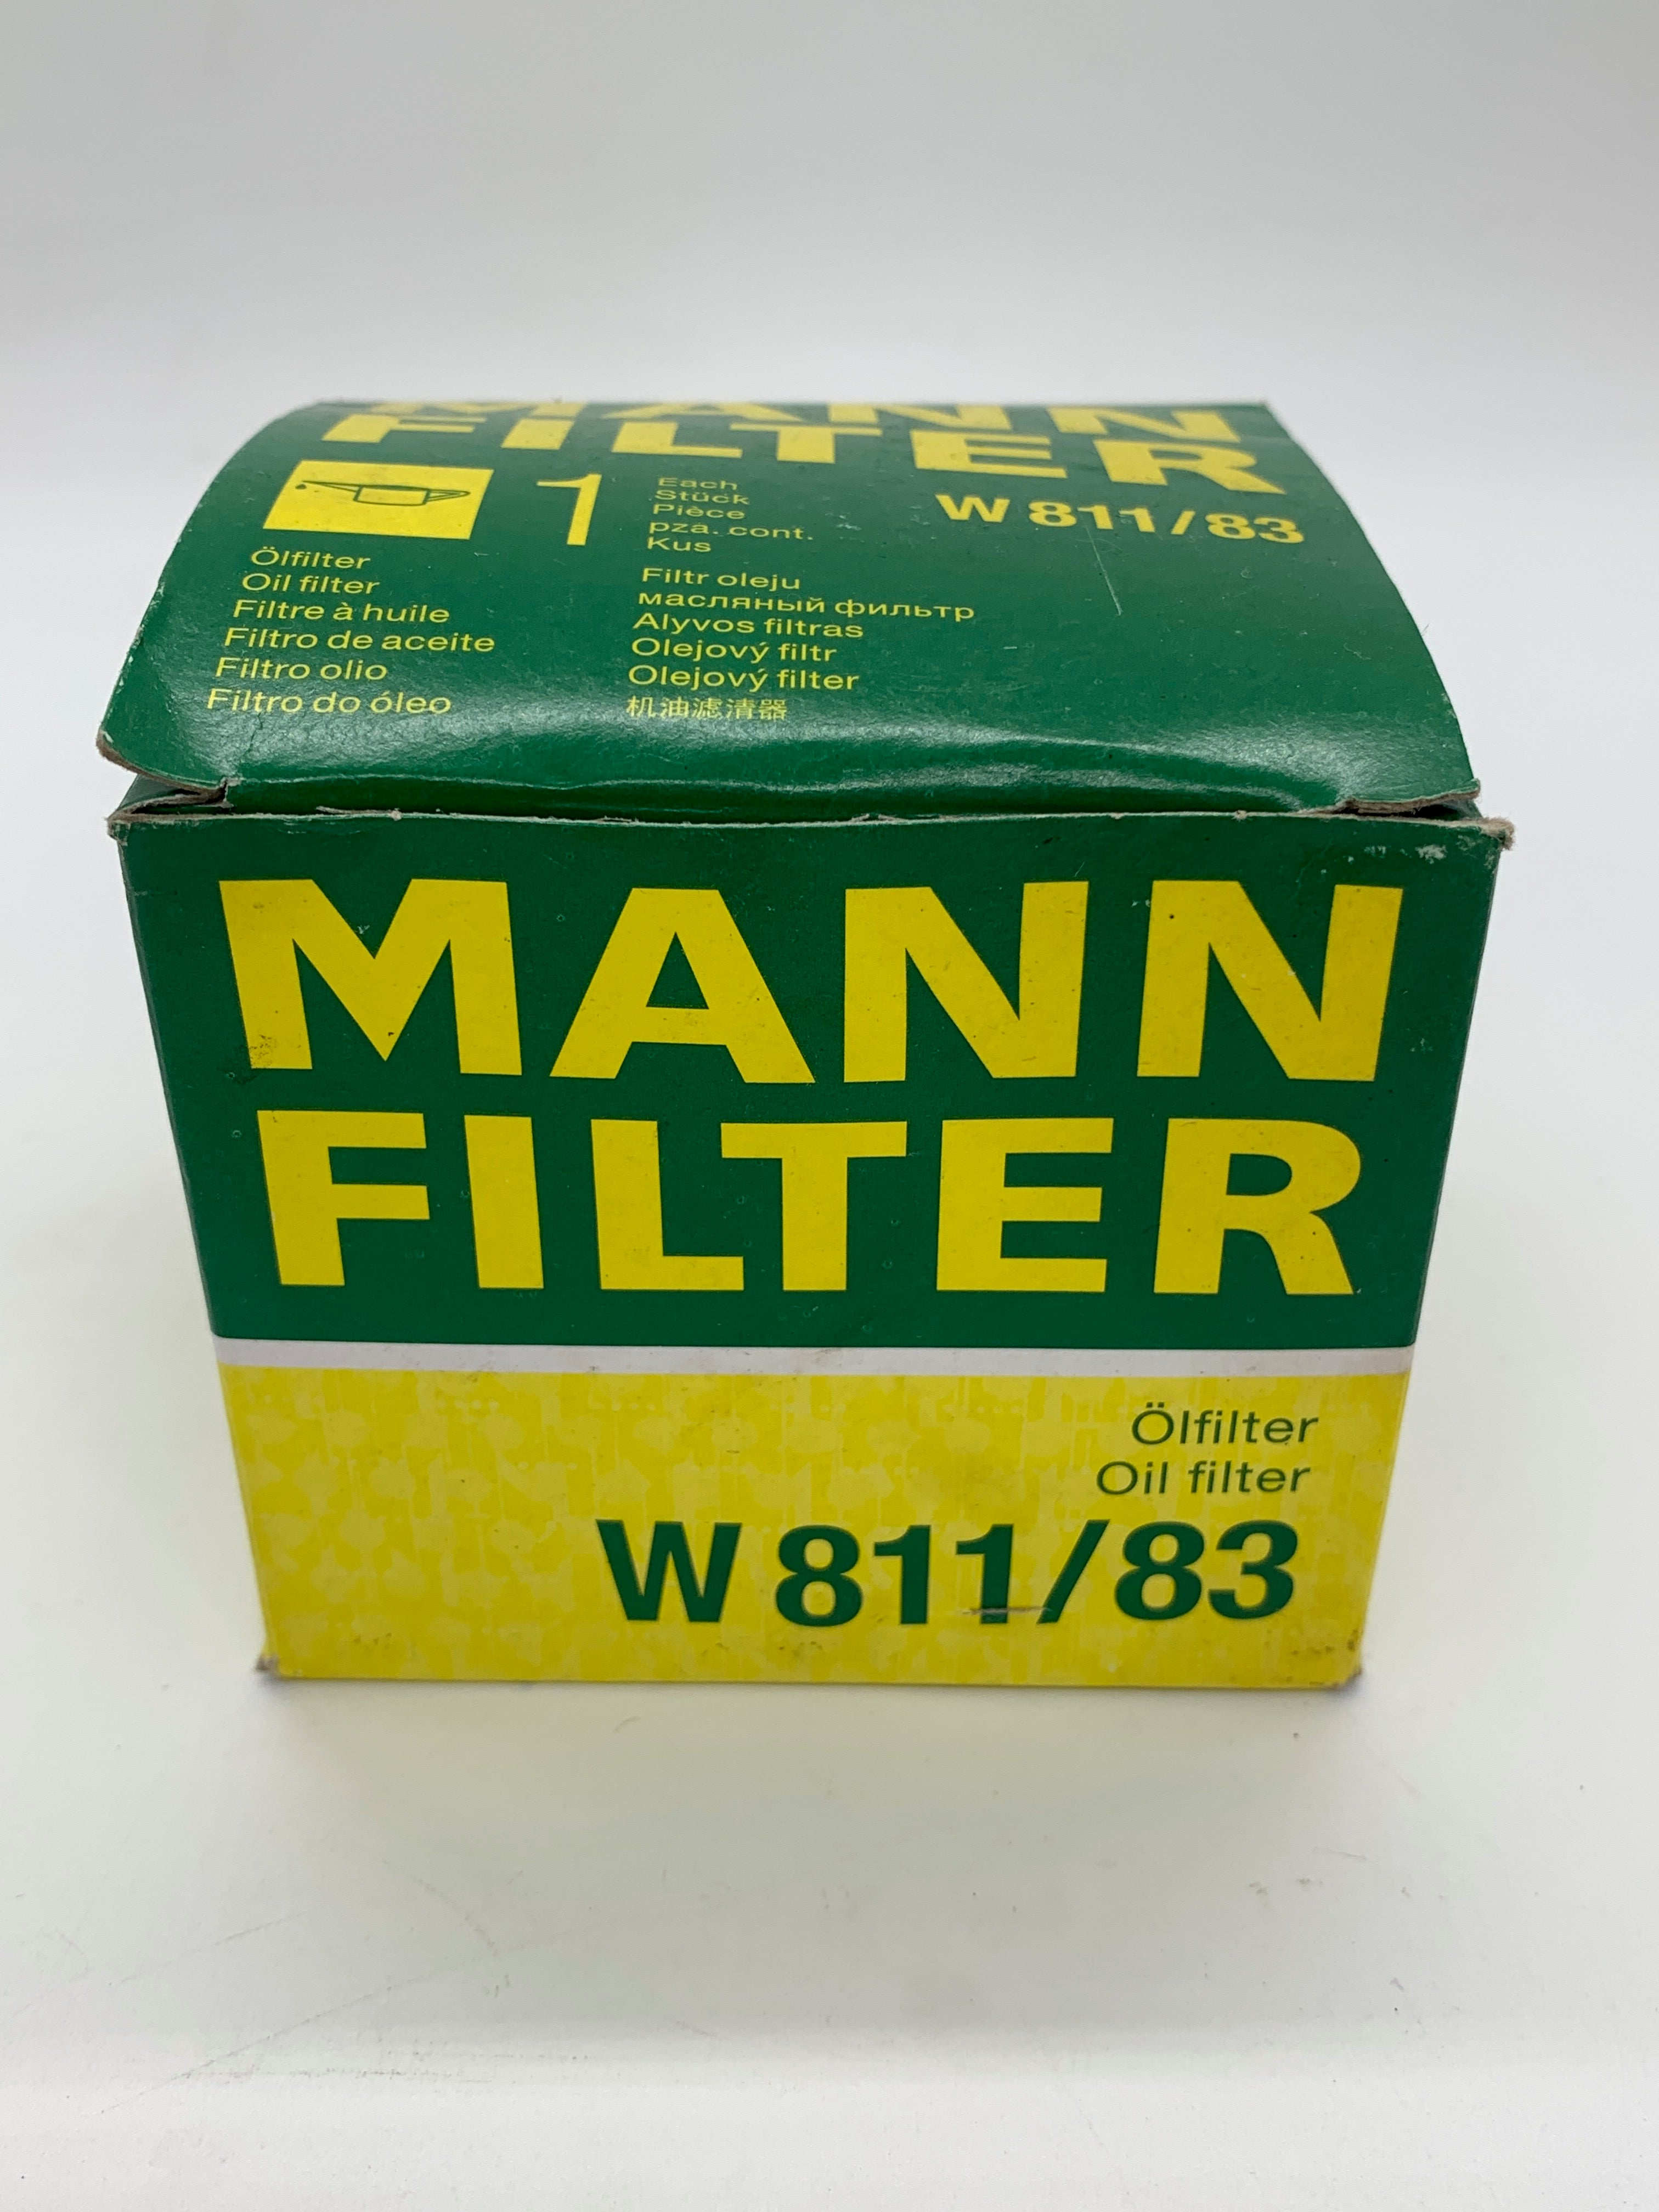 MANN
FILTER
W 811/83
1
Each
Stück
Pièce
pza. cont.
Kus
Ölfilter
Oil filter
Filtre à huile
Filtro de aceite
Filtro olio
Filtro do óleo
Filtr oleju
масляный фильтр
Alyvos filtras
Olejový filtr
Olejový filter
机油滤清器
MANN
FILTER
Ölfilter
Oil filter
W 811/83